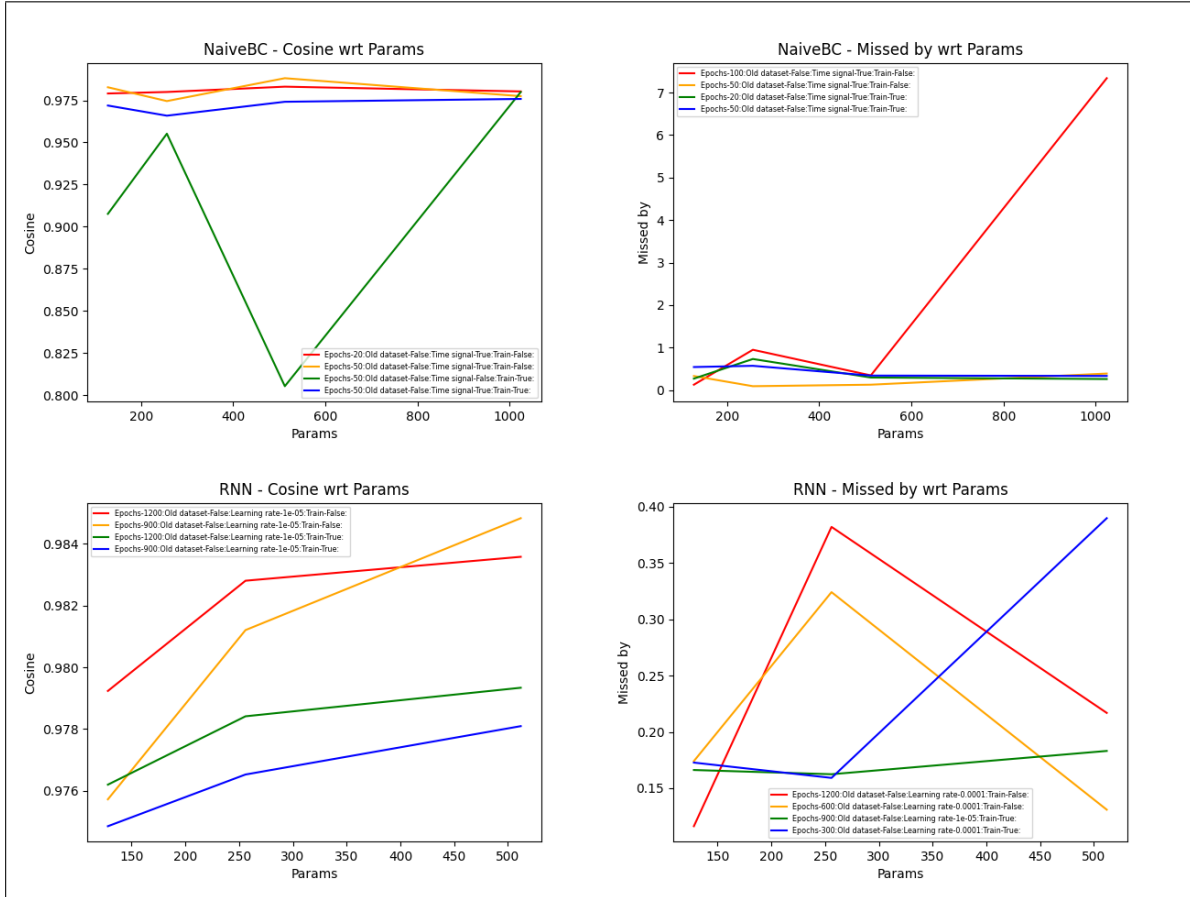 NaiveBC - Cosine wrt Params
0.975
0.950
0.925
0.900
0.875
0.850
0.825
0.800
Cosine
Epochs-20:Old dataset-False:Time signal-True:Train-False:
Epochs-50:Old dataset-False:Time signal-True:Train-False:
Epochs-50:Old dataset-False:Time signal-False:Train-True:
Epochs-50:Old dataset-False:Time signal-True:Train-True:
200 400 600 800 1000
Params
NaiveBC - Missed by wrt Params
Epochs-100:Old dataset-False:Time signal-True:Train-False:
Epochs-50:Old dataset-False:Time signal-True:Train-False:
Epochs-20:Old dataset-False:Time signal-True:Train-True:
Epochs-50:Old dataset-False:Time signal-True:Train-True:
7
6
5
4
3
2
1
0
Missed by
200 400 600 800 1000
Params
RNN - Cosine wrt Params
Epochs-1200:Old dataset-False:Learning rate-1e-05:Train-False:
Epochs-900:Old dataset-False:Learning rate-1e-05:Train-False:
Epochs-1200:Old dataset-False:Learning rate-1e-05:Train-True:
Epochs-900:Old dataset-False:Learning rate-1e-05:Train-True:
0.984
0.982
0.980
0.978
0.976
Cosine
150 200 250 300 350 400 450 500
Params
RNN - Missed by wrt Params
0.40
0.35
0.30
0.25
0.20
0.15
Missed by
Epochs-1200:Old dataset-False:Learning rate-0.0001:Train-False:
Epochs-600:Old dataset-False:Learning rate-0.0001:Train-False:
Epochs-900:Old dataset-False:Learning rate-1e-05:Train-True:
Epochs-300:Old dataset-False:Learning rate-0.0001:Train-True:
150 200 250 300 350 400 450 500
Params